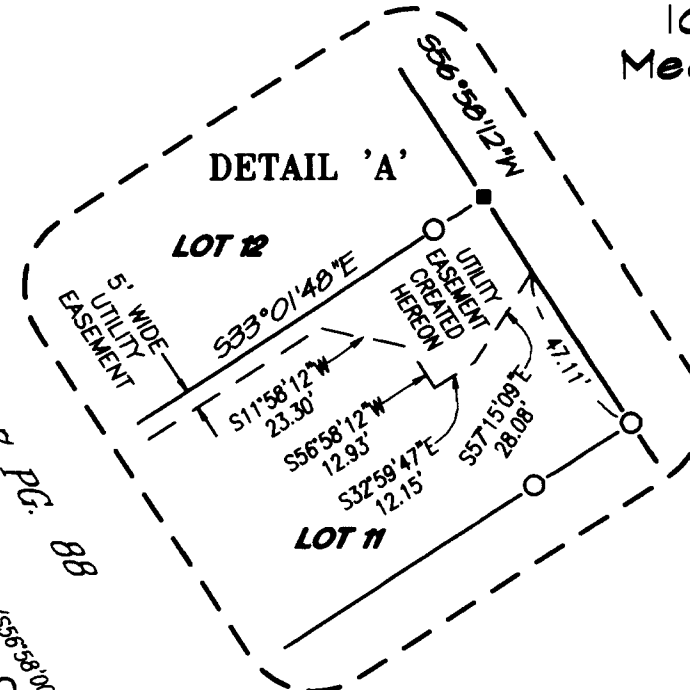 S56°58'12"W
DETAIL 'A'
LOT 12
S33°01'48"E
5' WIDE
UTILITY
EASEMENT
UTILITY
EASEMENT
CREATED
HEREON
47.11'
S11°58'12"W
23.30'
S56°58'12"W
12.93'
S32°59'47"E
12.15'
S57°15'09"E
28.08'
LOT 11
PG. 88